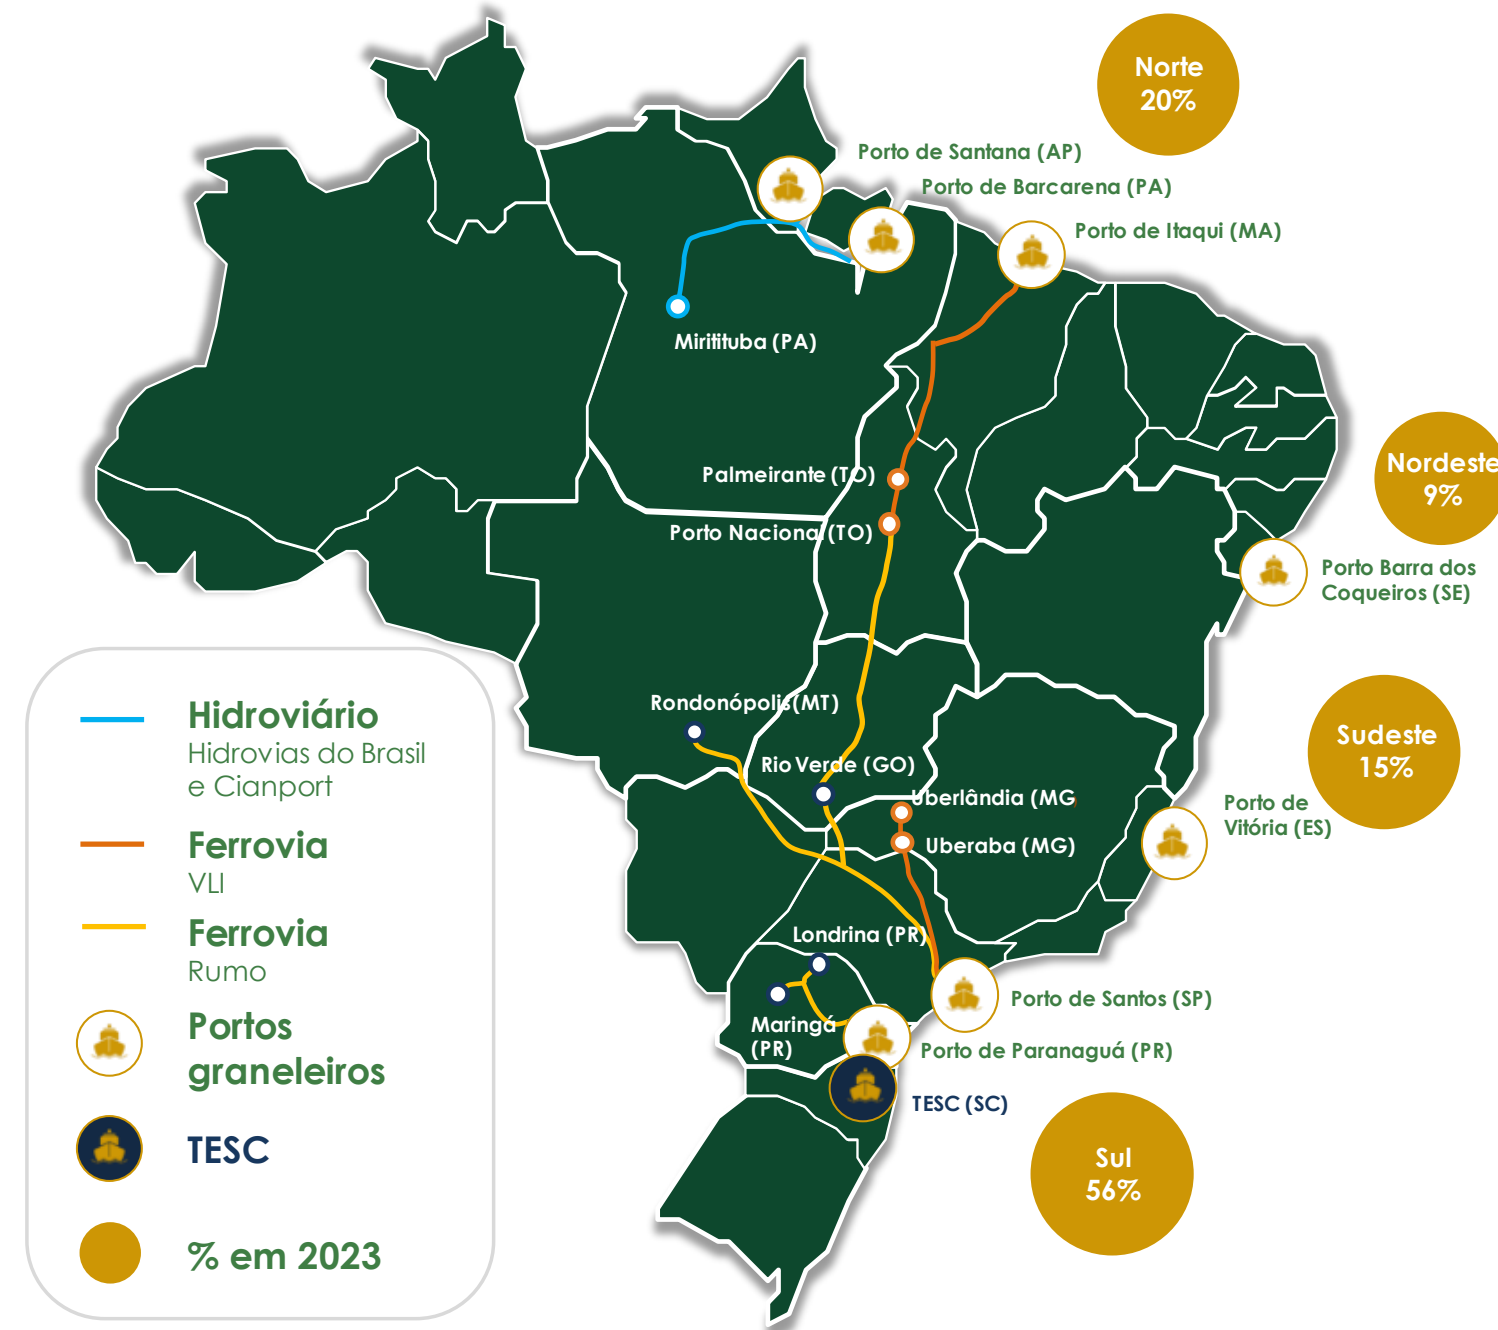 Norte
20%
Porto de Santana (AP)
Porto de Barcarena (PA)
Porto de Itaqui (MA)
Miritituba (PA)
Nordeste
9%
Palmeirante (TO)
Porto Nacional (TO)
Porto Barra dos
Coqueiros (SE)
Rondonópolis (MT)
Rio Verde (GO)
Sudeste
15%
Uberlândia (MG
Uberaba (MG)
Porto de
Vitória (ES)
Londrina (PR)
Maringá
(PR)
Porto de Santos (SP)
Porto de Paranaguá (PR)
TESC (SC)
Sul
56%
Hidroviário
Hidrovias do Brasil
e Cianport
Ferrovia
VLI
Ferrovia
Rumo
Portos
graneleiros
TESC
% em 2023